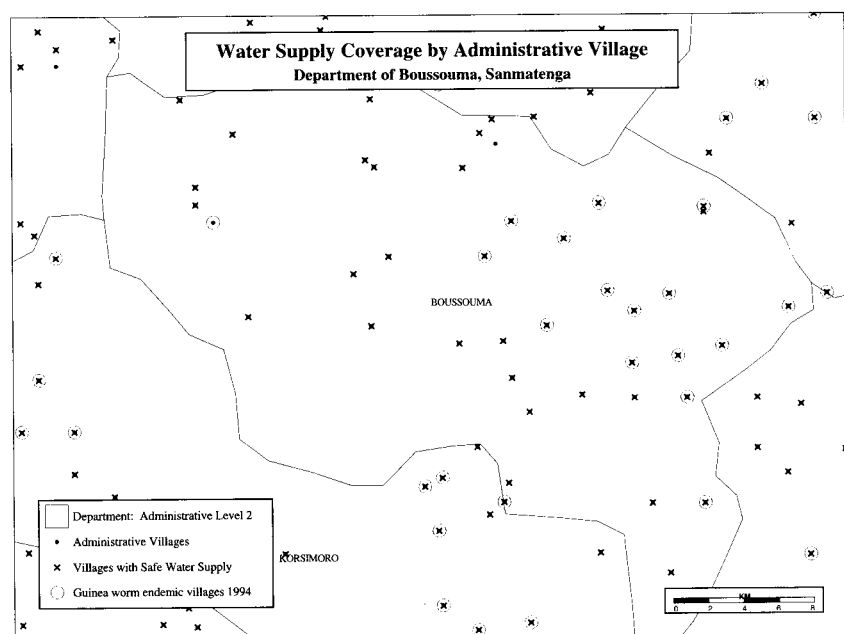 Water Supply Coverage by Administrative Village
Department of Boussouma, Sanmatenga
BOUSSOUMA
Department: Administrative Level 2
Administrative Villages
Villages with Safe Water Supply
Guinea worm endemic villages 1994
KORSIMORO
KM
0 2 4 6 8